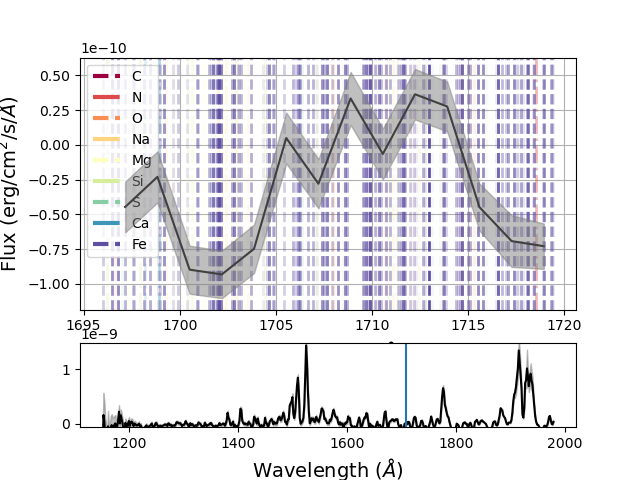 1e−10
0.50
0.25
0.00
−0.25
−0.50
−0.75
−1.00
Flux (erg/cm²/s/Å)
C
N
O
Na
Mg
Si
S
Ca
Fe
1695 1700 1705 1710 1715 1720
1e−9
1
0
1200 1400 1600 1800 2000
Wavelength (Å)